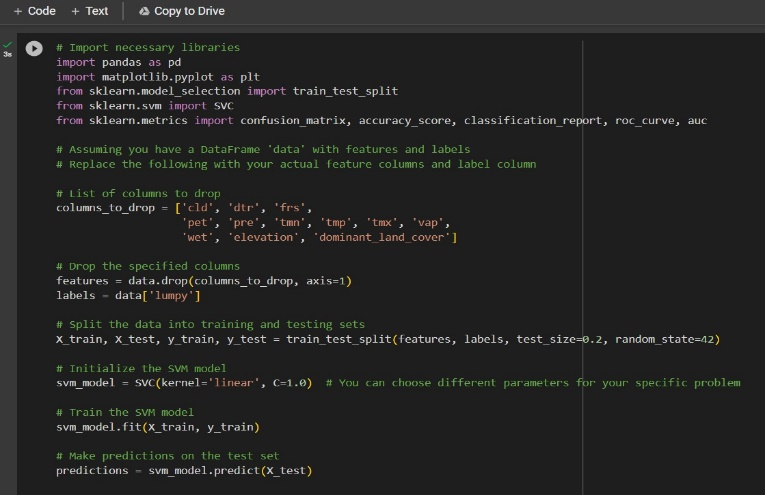 + Code + Text Copy to Drive
3s
# Import necessary libraries
import pandas as pd
import matplotlib.pyplot as plt
from sklearn.model_selection import train_test_split
from sklearn.svm import SVC
from sklearn.metrics import confusion_matrix, accuracy_score, classification_report, roc_curve, auc
# Assuming you have a DataFrame 'data' with features and labels
# Replace the following with your actual feature columns and label column
# List of columns to drop
columns_to_drop = ['cld', 'dtr', 'frs',
'pet', 'pre', 'tmn', 'tmp', 'tmx', 'vap',
'wet', 'elevation', 'dominant_land_cover']
# Drop the specified columns
features = data.drop(columns_to_drop, axis=1)
labels = data['lumpy']
# Split the data into training and testing sets
X_train, X_test, y_train, y_test = train_test_split(features, labels, test_size=0.2, random_state=42)
# Initialize the SVM model
svm_model = SVC(kernel='linear', C=1.0) # You can choose different parameters for your specific problem
# Train the SVM model
svm_model.fit(X_train, y_train)
# Make predictions on the test set
predictions = svm_model.predict(X_test)